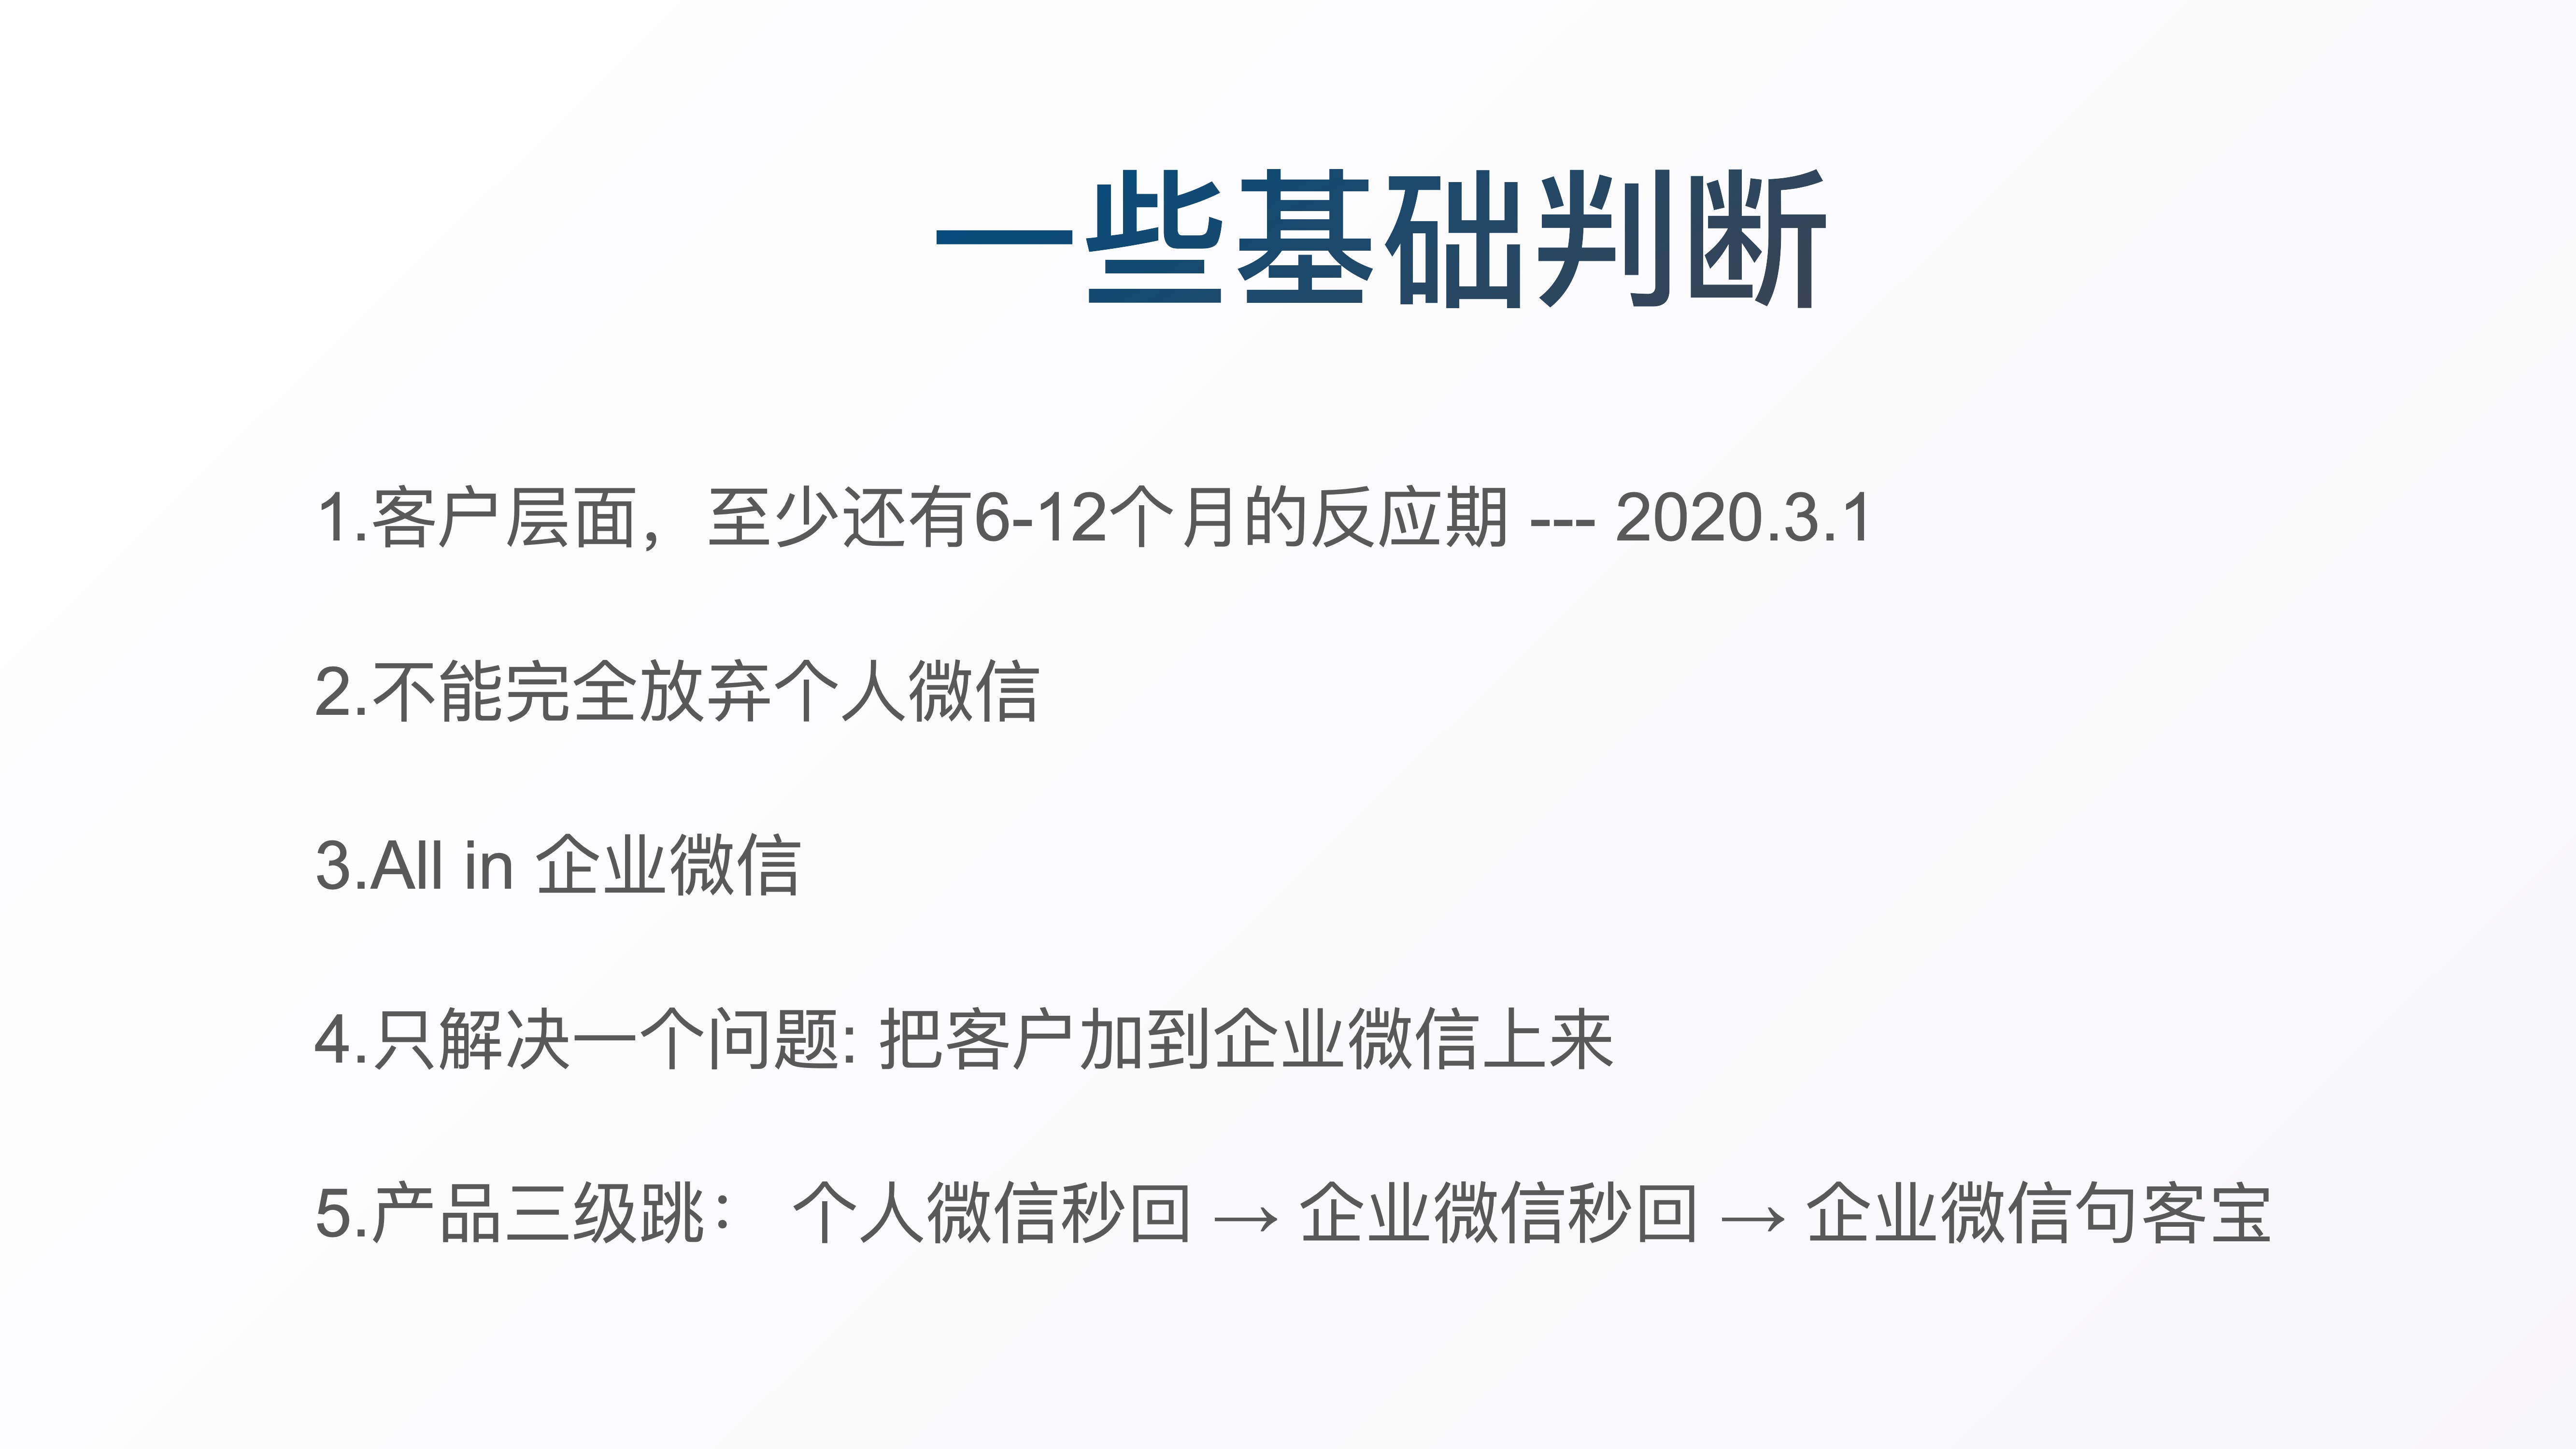 一些基础判断
1.客户层面，至少还有6-12个月的反应期 --- 2020.3.1
2.不能完全放弃个人微信
3.All in 企业微信
4.只解决一个问题: 把客户加到企业微信上来
5.产品三级跳： 个人微信秒回 → 企业微信秒回 → 企业微信句客宝